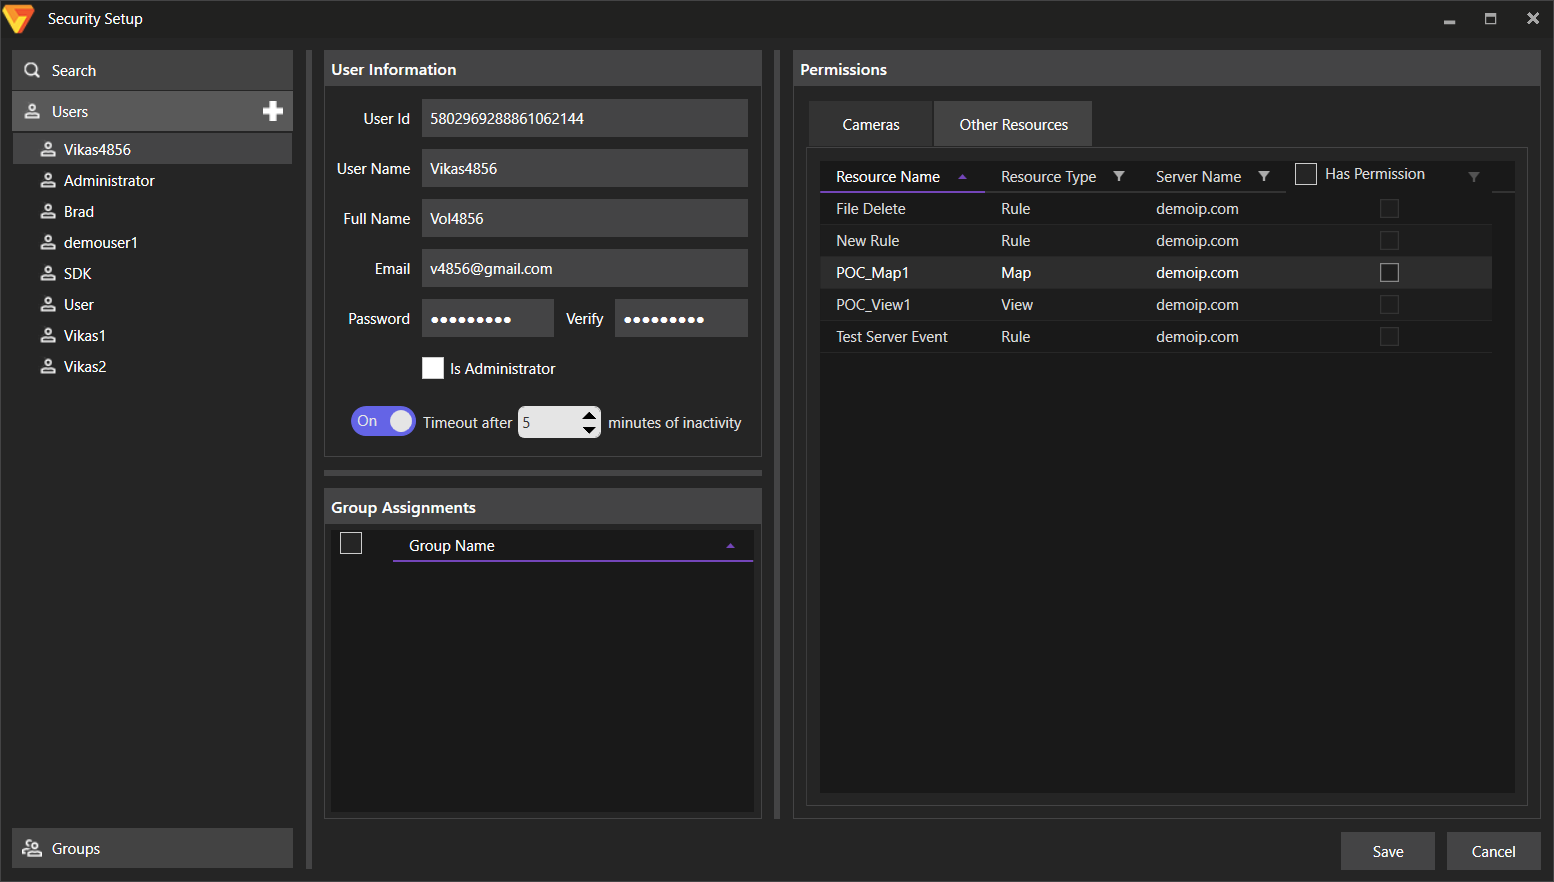 Security Setup
Search
Users
Vikas4856
Administrator
Brad
demouser1
SDK
User
Vikas1
Vikas2
Groups
User Information
User Id 5802969288861062144
User Name Vikas4856
Full Name Vol4856
Email v4856@gmail.com
Password ●●●●●●●●● Verify ●●●●●●●●●
Is Administrator
On Timeout after 5 minutes of inactivity
Group Assignments
Group Name
Permissions
Cameras Other Resources
Resource Name Resource Type Server Name Has Permission
File Delete Rule demoip.com
New Rule Rule demoip.com
POC_Map1 Map demoip.com
POC_View1 View demoip.com
Test Server Event Rule demoip.com
Save Cancel